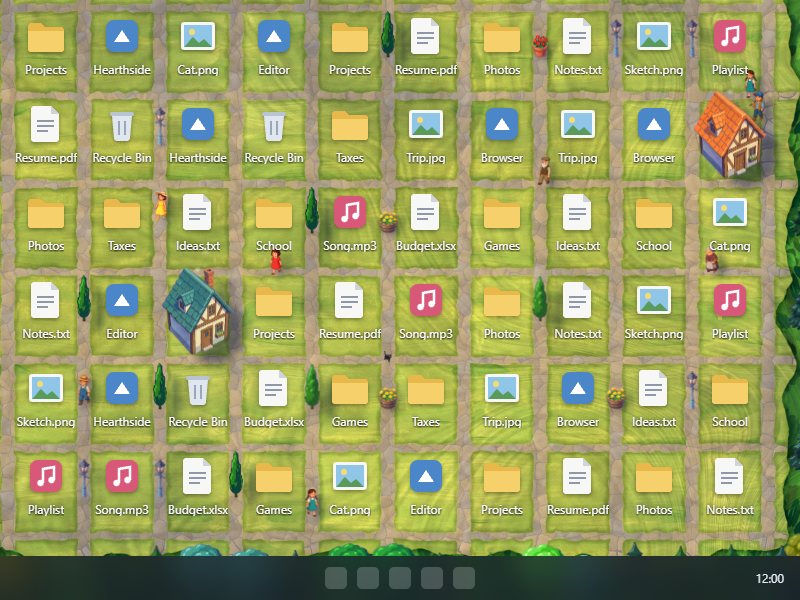 Projects Hearthside Cat.png Editor Projects Resume.pdf Photos Notes.txt Sketch.png Playlist
Resume.pdf Recycle Bin Hearthside Recycle Bin Taxes Trip.jpg Browser Trip.jpg Browser
Photos Taxes Ideas.txt School Song.mp3 Budget.xlsx Games Ideas.txt School Cat.png
Notes.txt Editor Projects Resume.pdf Song.mp3 Photos Notes.txt Sketch.png Playlist
Sketch.png Hearthside Recycle Bin Budget.xlsx Games Taxes Trip.jpg Browser Ideas.txt School
Playlist Song.mp3 Budget.xlsx Games Cat.png Editor Projects Resume.pdf Photos Notes.txt
12:00